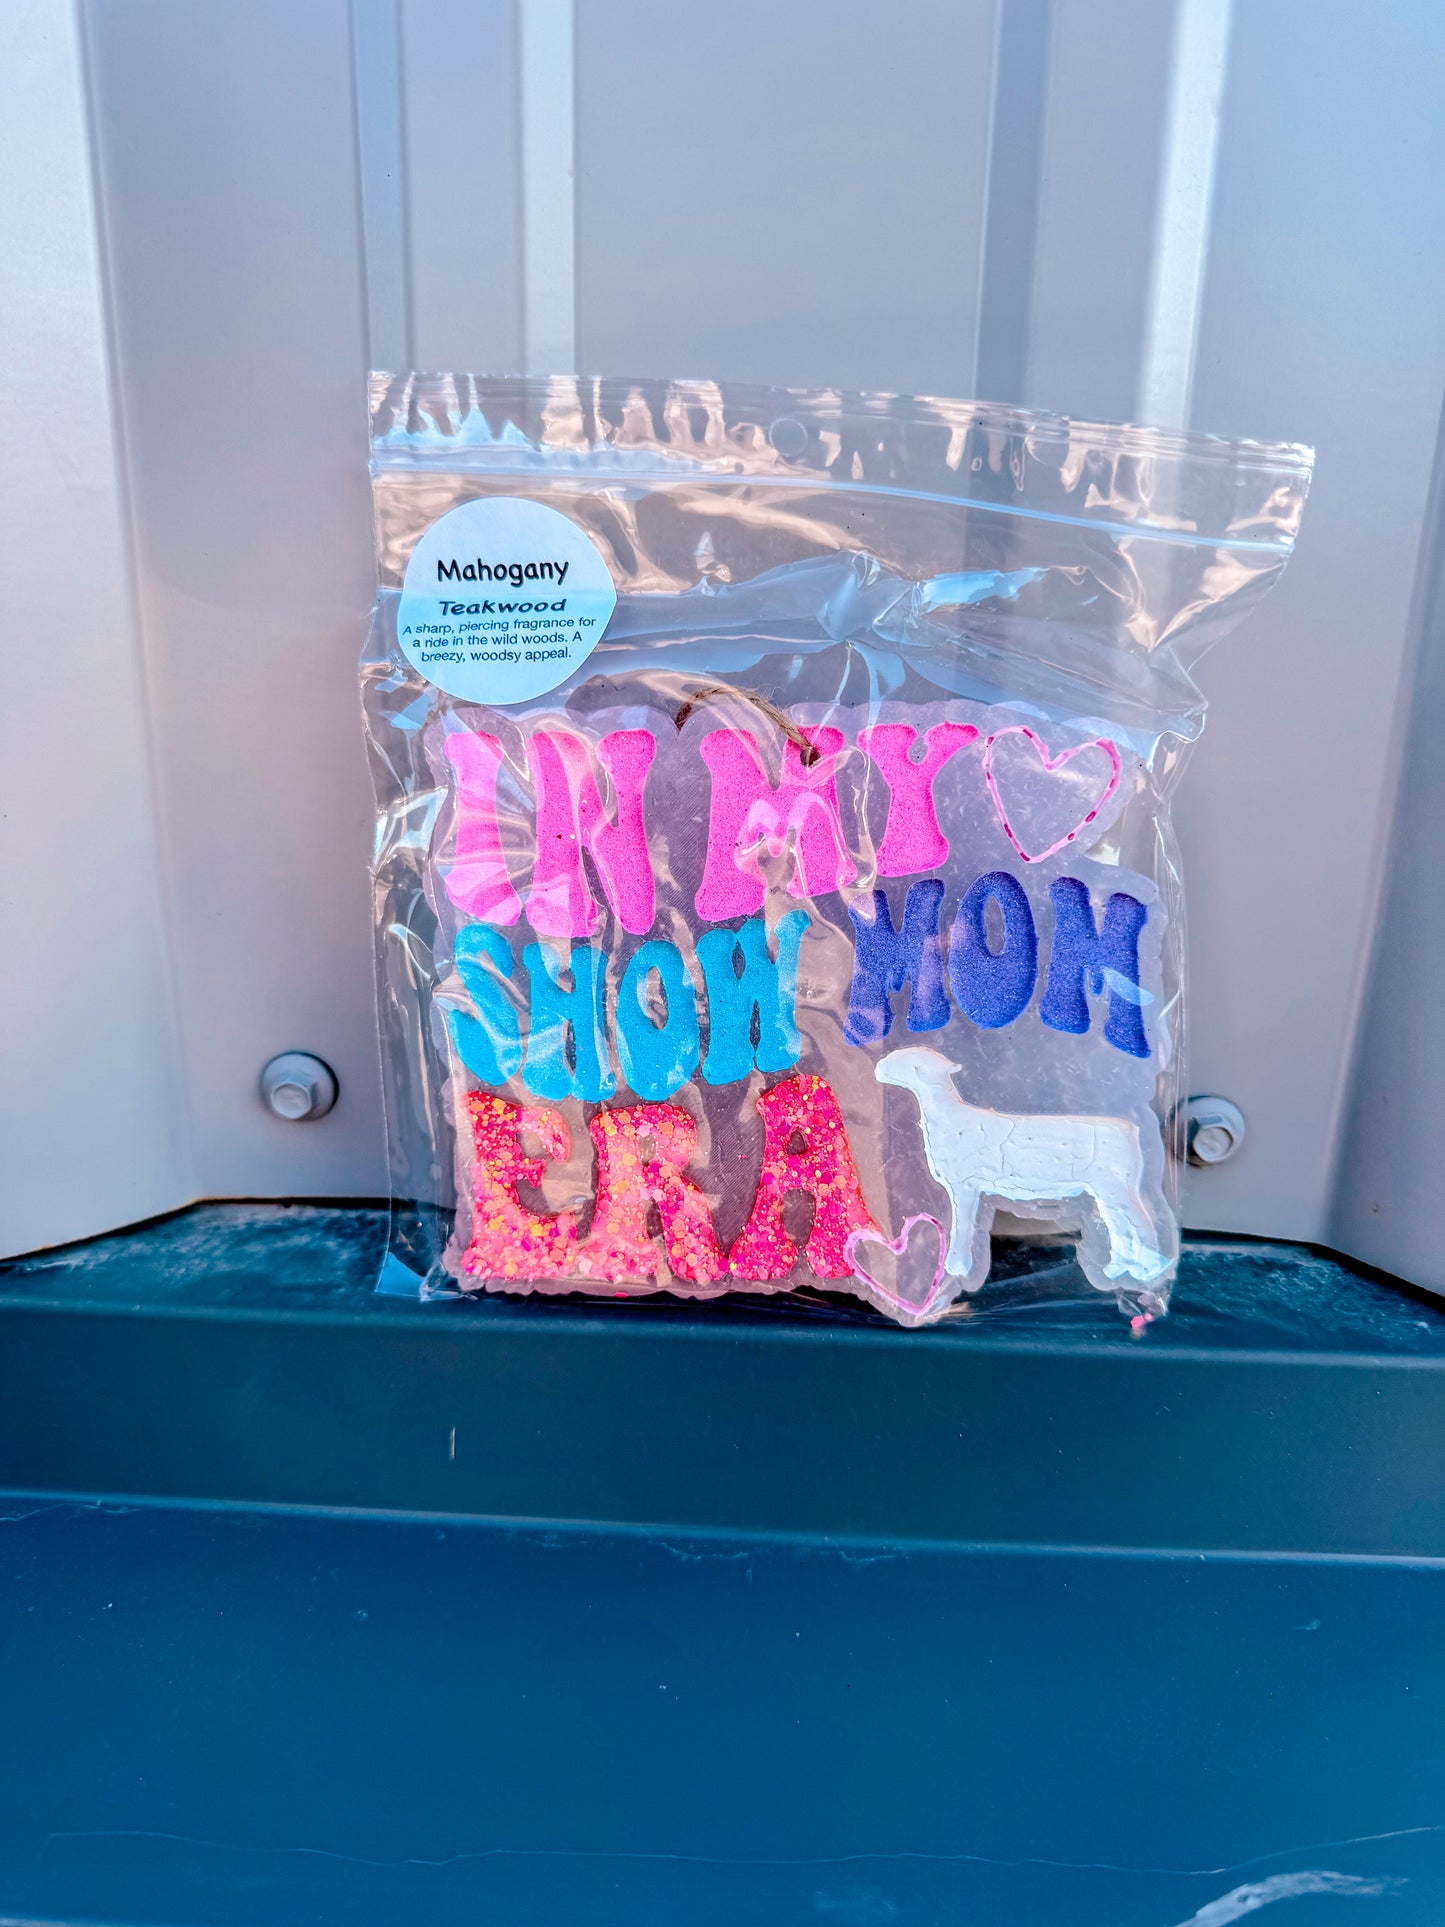 Mahogany
Teakwood
A sharp, piercing fragrance for
a ride in the wild woods. A
breezy, woodsy appeal.
IN MY
SHOW MOM
ERA